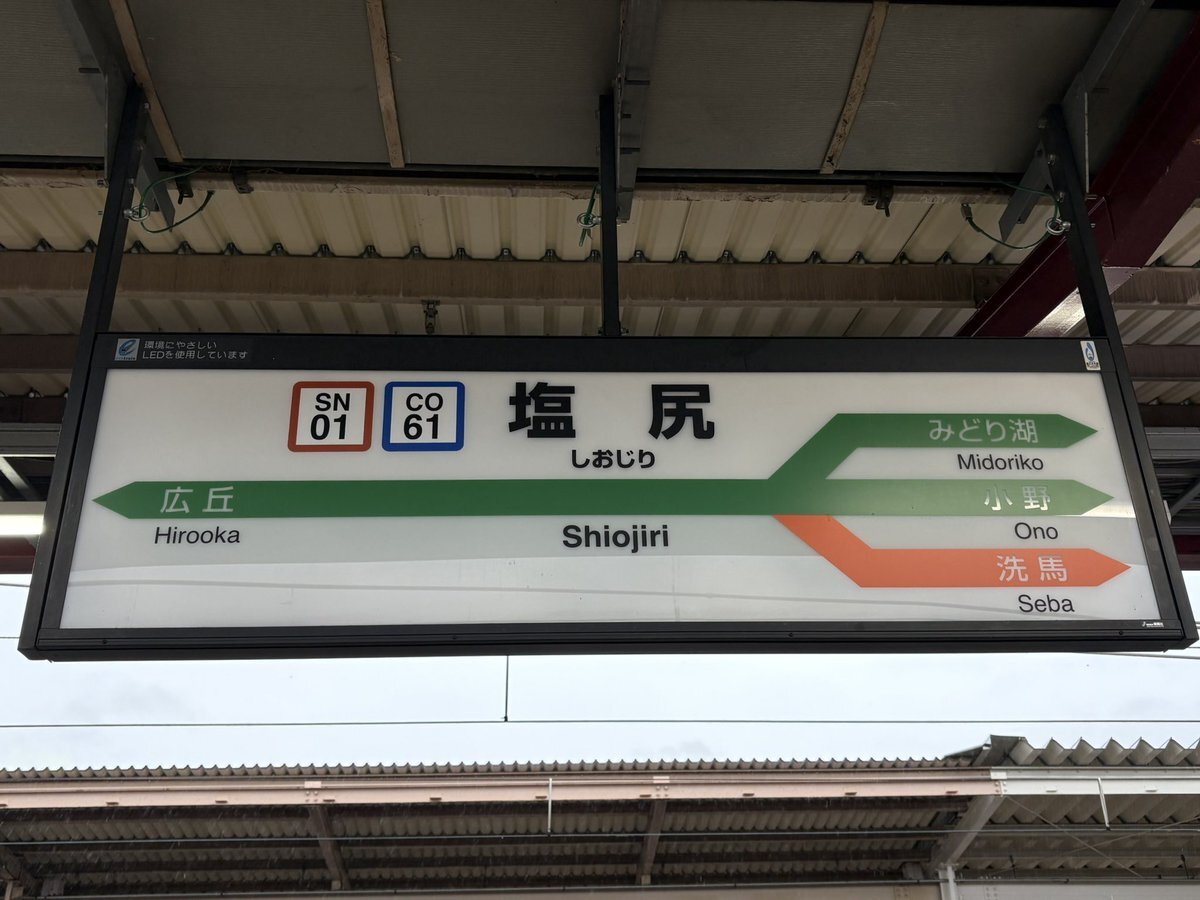 環境にやさしい
LEDを使用しています
SN
01
CO
61
塩尻
しおじり
Shiojiri
広丘
Hirooka
みどり湖
Midoriko
小野
Ono
洗馬
Seba